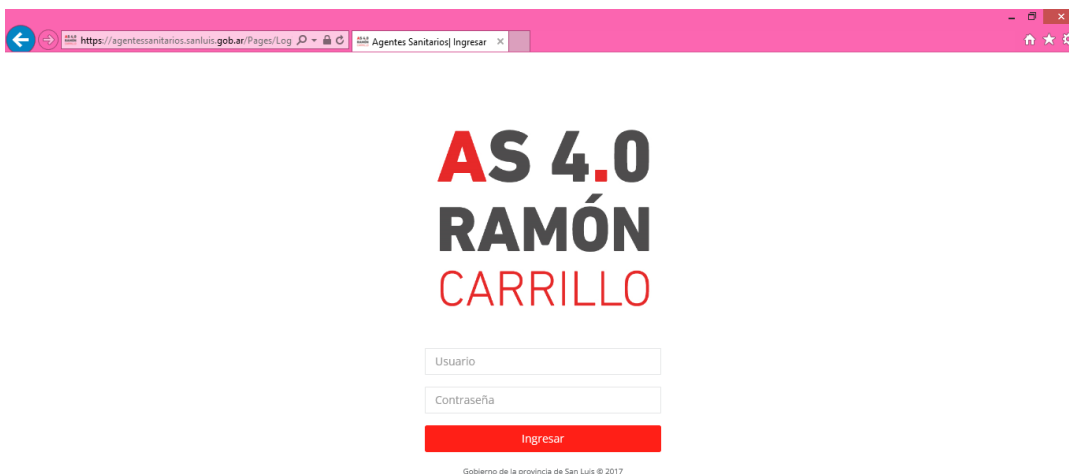 https://agentessanitarios.sanluis.gob.ar/Pages/Log
Agentes Sanitarios| Ingresar
AS 4.0
RAMÓN
CARRILLO
Usuario
Contraseña
Ingresar
Gobierno de la provincia de San Luis © 2017